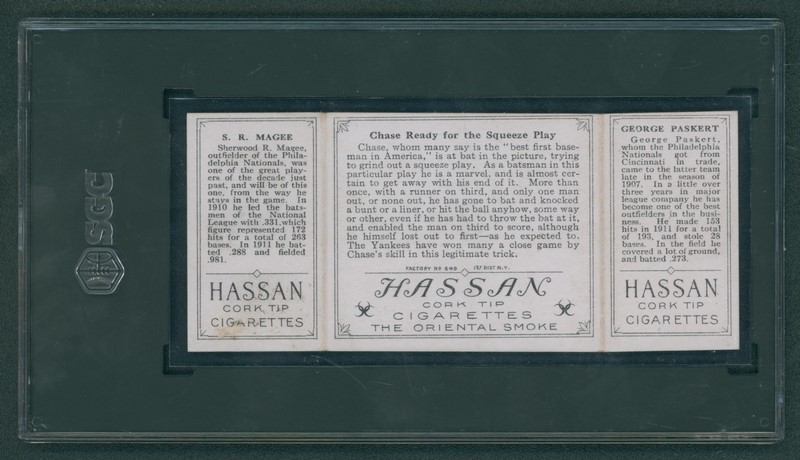 SGC
S. R. MAGEE
Sherwood R. Magee,
outfielder of the Phila-
delphia Nationals, was
one of the great play-
ers of the decade just
past, and will be of this
one, from the way he
stays in the game. In
1910 he led the bats-
men of the National
League with .331, which
figure represented 172
hits for a total of 263
bases. In 1911 he bat-
ted .288 and fielded
.981.
HASSAN
CORK TIP
CIGARETTES
Chase Ready for the Squeeze Play
Chase, whom many say is the "best first base-
man in America," is at bat in the picture, trying
to grind out a squeeze play. As a batsman in this
particular play he is a marvel, and is almost cer-
tain to get away with his end of it. More than
once, with a runner on third, and only one man
out, or none out, he has gone to bat and knocked
a bunt or a liner, or hit the ball anyhow, some way
or other, even if he has had to throw the bat at it,
and enabled the man on third to score, although
he himself lost out to first—as he expected to.
The Yankees have won many a close game by
Chase's skill in this legitimate trick.
FACTORY No 649 1ST DIST N.Y.
HASSAN
CORK TIP
CIGARETTES
THE ORIENTAL SMOKE
GEORGE PASKERT
George Paskert,
whom the Philadelphia
Nationals got from
Cincinnati in trade,
came to the latter team
late in the season of
1907. In a little over
three years in major
league company he has
become one of the best
outfielders in the busi-
ness. He made 153
hits in 1911 for a total
of 193, and stole 28
bases. In the field he
covered a lot of ground,
and batted .273.
HASSAN
CORK TIP
CIGARETTES